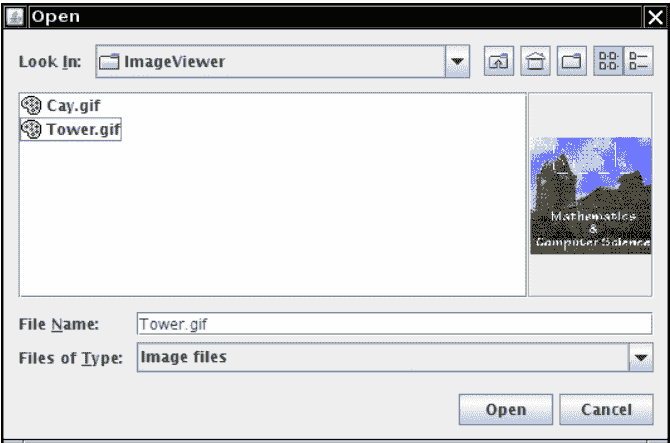 Open
Look In: ImageViewer
Cay.gif
Tower.gif
Mathematics
&
Computer Science
File Name: Tower.gif
Files of Type: Image files
Open Cancel